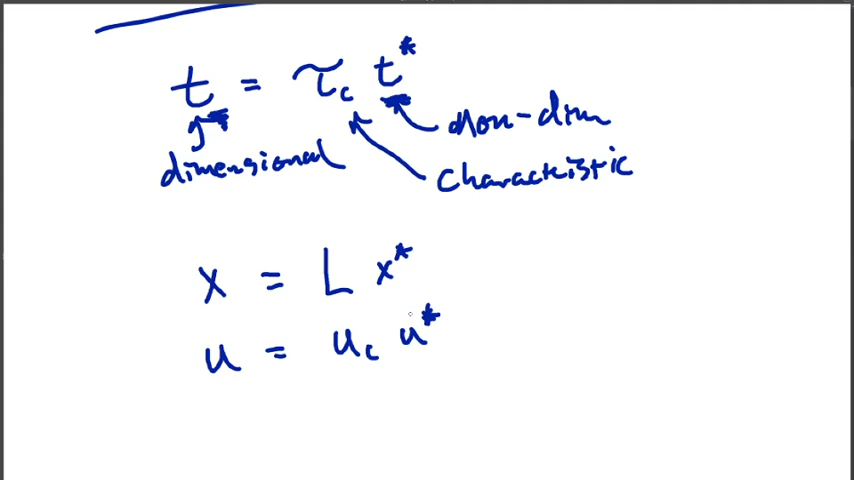 t = τc t*
non-dim
dimensional
characteristic
x = L x*
u = uc u*